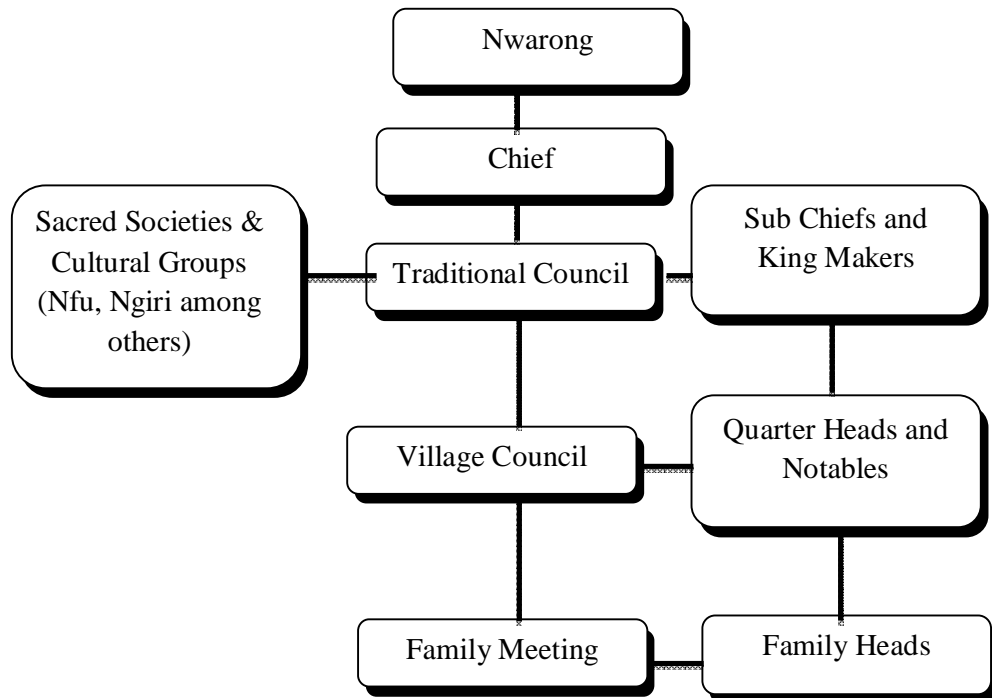 Nwarong
Chief
Sacred Societies &
Cultural Groups
(Nfu, Ngiri among
others)
Traditional Council
Sub Chiefs and
King Makers
Village Council
Quarter Heads and
Notables
Family Meeting
Family Heads